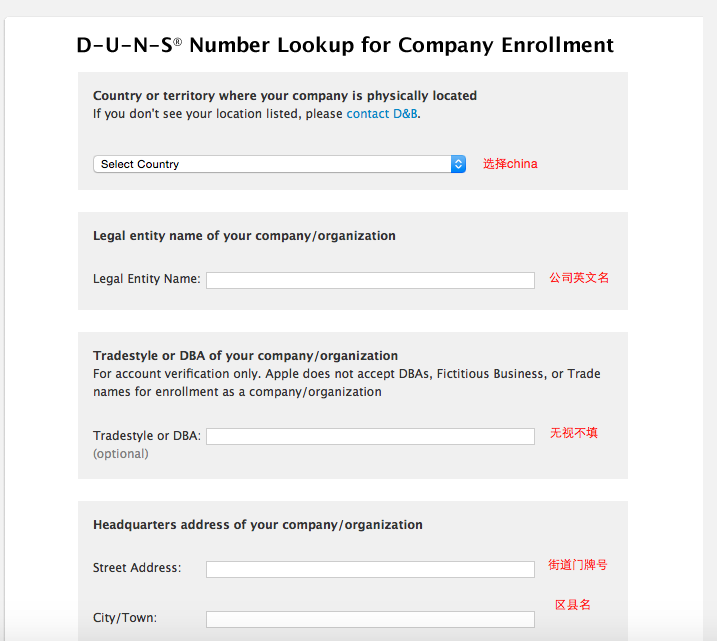 D-U-N-S® Number Lookup for Company Enrollment
Country or territory where your company is physically located
If you don't see your location listed, please contact D&B.
Select Country 选择china
Legal entity name of your company/organization
Legal Entity Name: 公司英文名
Tradestyle or DBA of your company/organization
For account verification only. Apple does not accept DBAs, Fictitious Business, or Trade
names for enrollment as a company/organization
Tradestyle or DBA: 无视不填
(optional)
Headquarters address of your company/organization
Street Address: 街道门牌号
City/Town: 区县名